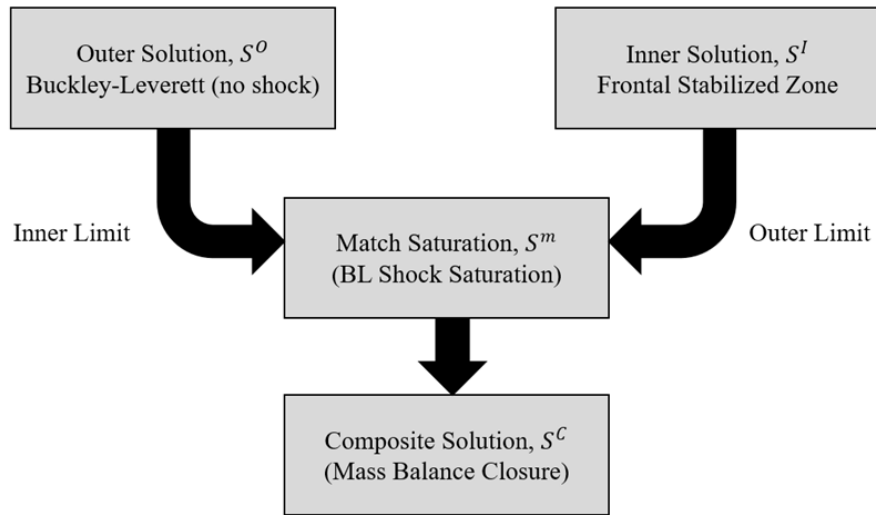 Outer Solution, S^O
Buckley-Leverett (no shock)
Inner Solution, S^I
Frontal Stabilized Zone
Inner Limit
Outer Limit
Match Saturation, S^m
(BL Shock Saturation)
Composite Solution, S^C
(Mass Balance Closure)